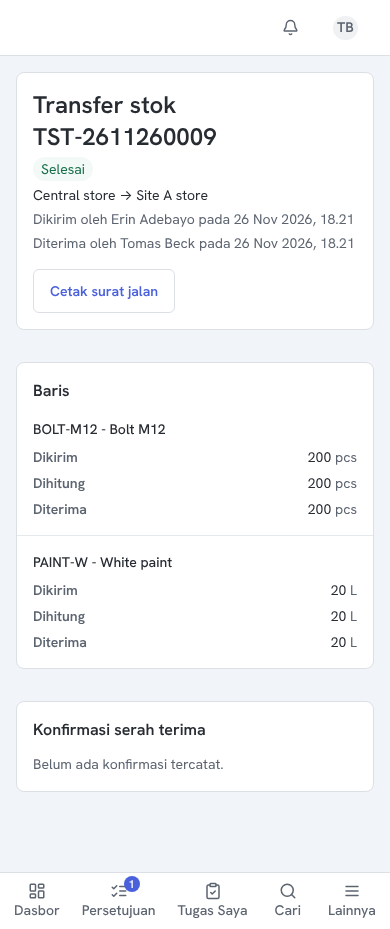 TB
Transfer stok
TST-2611260009
Selesai
Central store → Site A store
Dikirim oleh Erin Adebayo pada 26 Nov 2026, 18.21
Diterima oleh Tomas Beck pada 26 Nov 2026, 18.21
Cetak surat jalan
Baris
BOLT-M12 - Bolt M12
Dikirim 200 pcs
Dihitung 200 pcs
Diterima 200 pcs
PAINT-W - White paint
Dikirim 20 L
Dihitung 20 L
Diterima 20 L
Konfirmasi serah terima
Belum ada konfirmasi tercatat.
1
Dasbor Persetujuan Tugas Saya Cari Lainnya